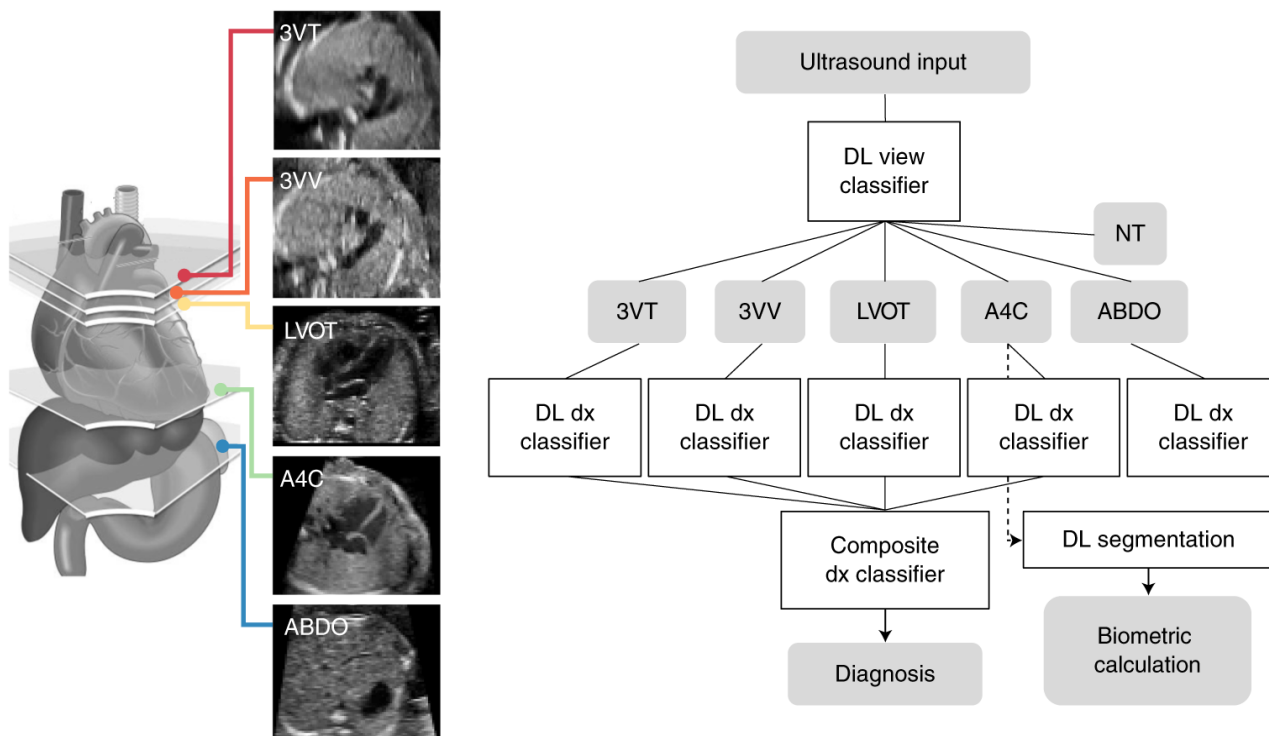 3VT
3VV
LVOT
A4C
ABDO
Ultrasound input
DL view
classifier
NT
3VT
3VV
LVOT
A4C
ABDO
DL dx
classifier
DL dx
classifier
DL dx
classifier
DL dx
classifier
DL dx
classifier
Composite
dx classifier
DL segmentation
Diagnosis
Biometric
calculation